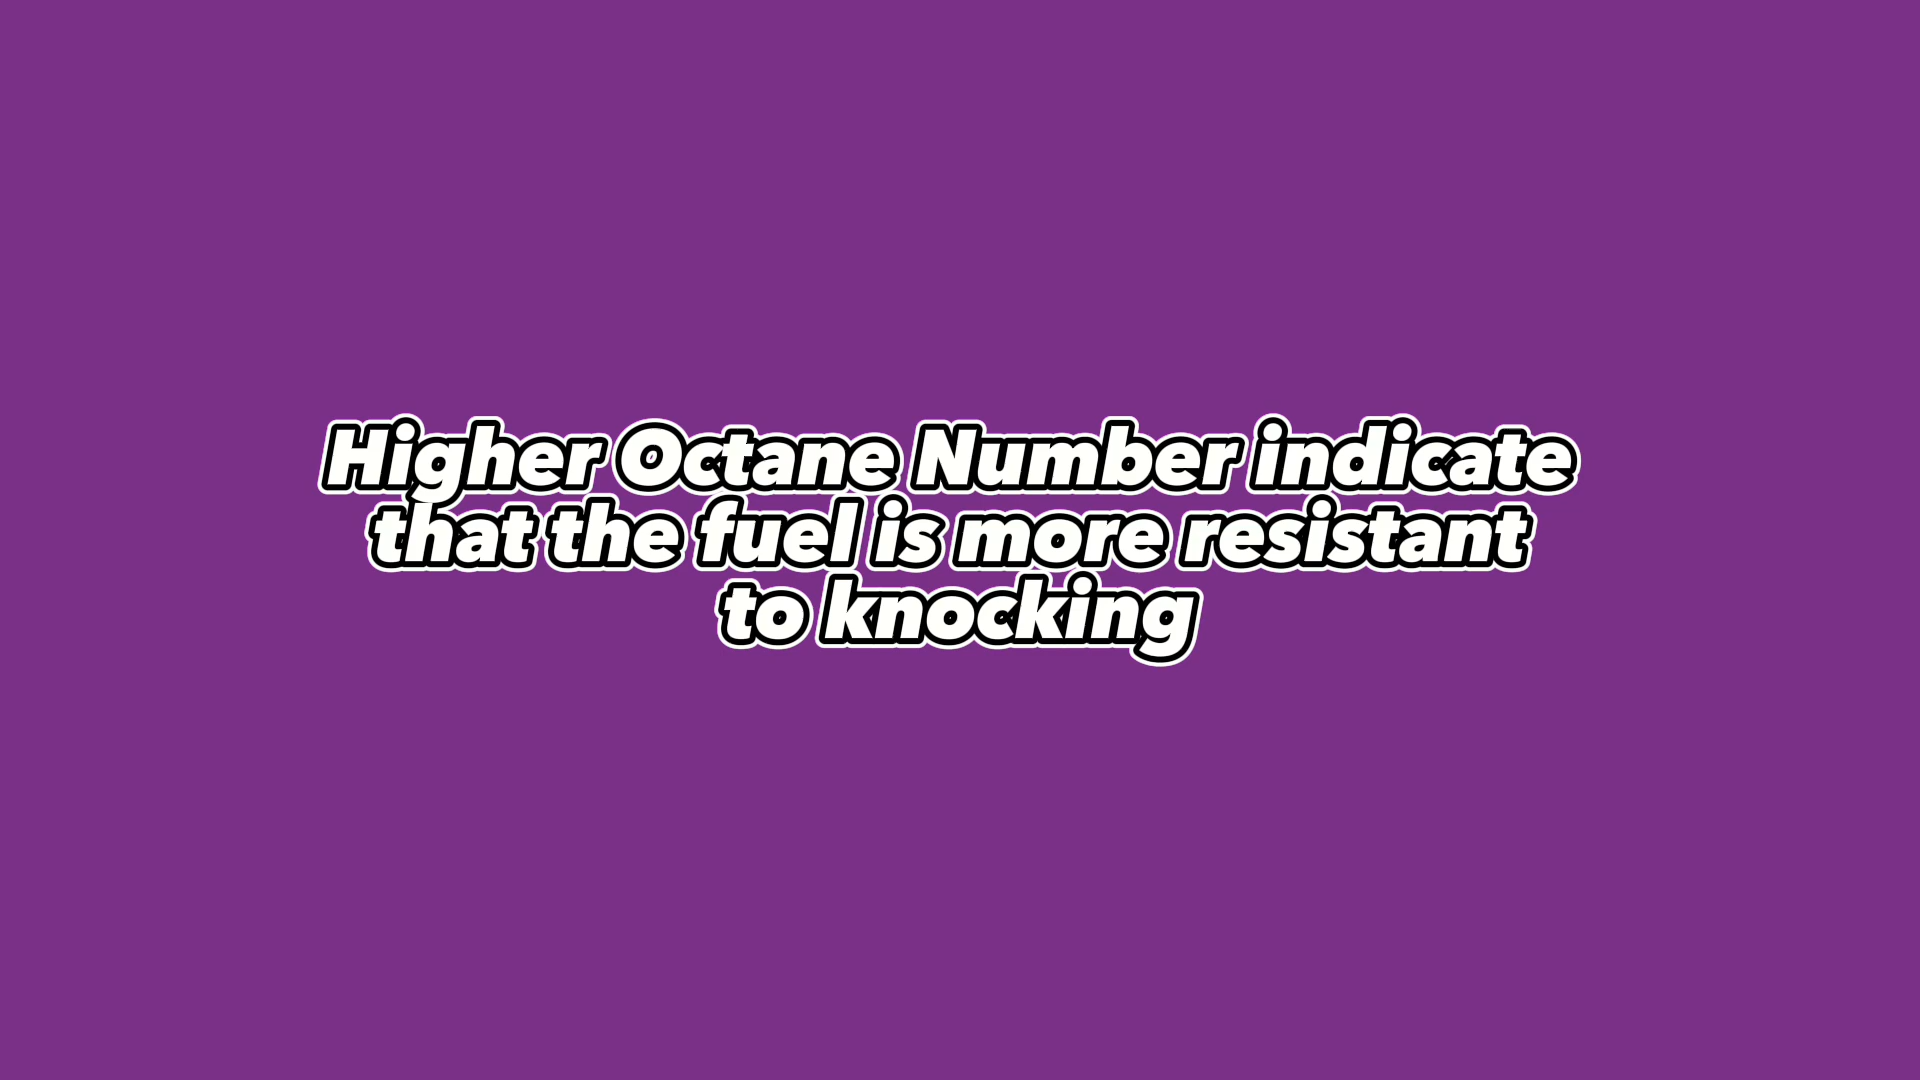 Higher Octane Number indicate
that the fuel is more resistant
to knocking